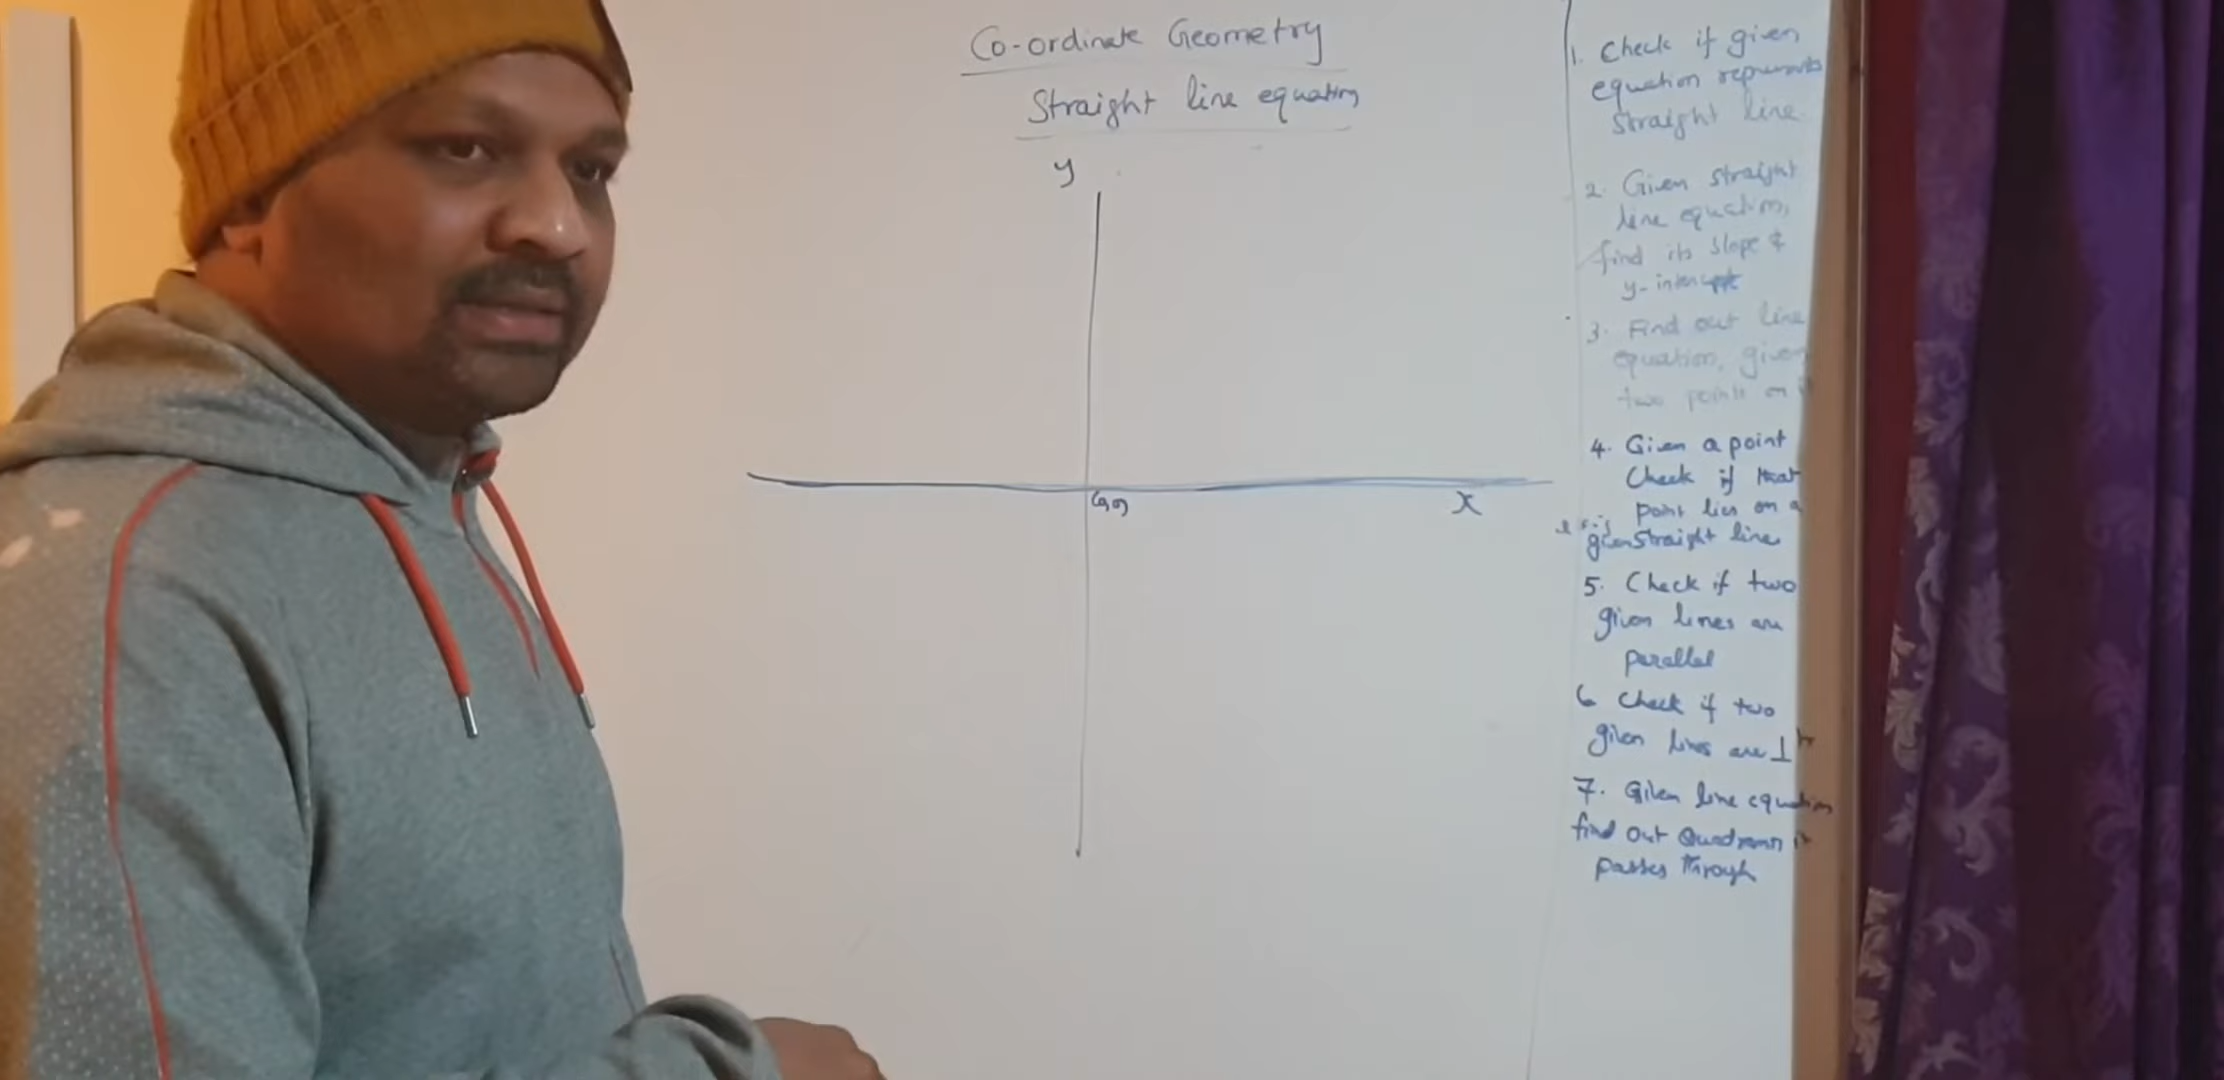 Co-ordinate Geometry
Straight line equation
y
x
1. Check if given
equation represents
straight line.
2. Given straight
line equation,
find its slope &
y-intercept
3. Find out line
equation, given
two points on it
4. Given a point
Check if that
point lies on a
given straight line
5. Check if two
given lines are
parallel
6 Check if two
given lines are ⊥
7. Given line equation
find out Quadrann it
passes through